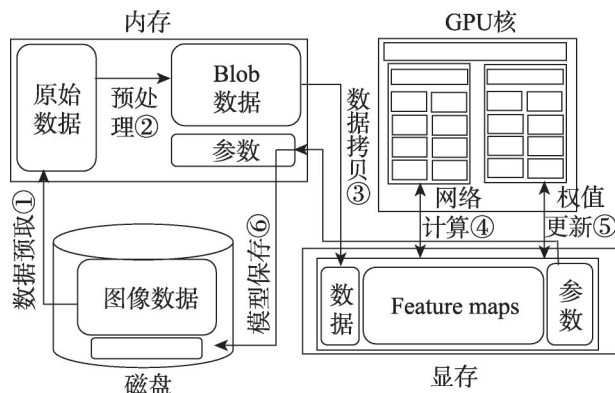 内存
GPU核
原始
数据
预处
理②
Blob
数据
参数
数据拷贝③
网络
计算④
权值
更新⑤
数据预取①
图像数据
模型保存⑥
磁盘
数据
Feature maps
参数
显存